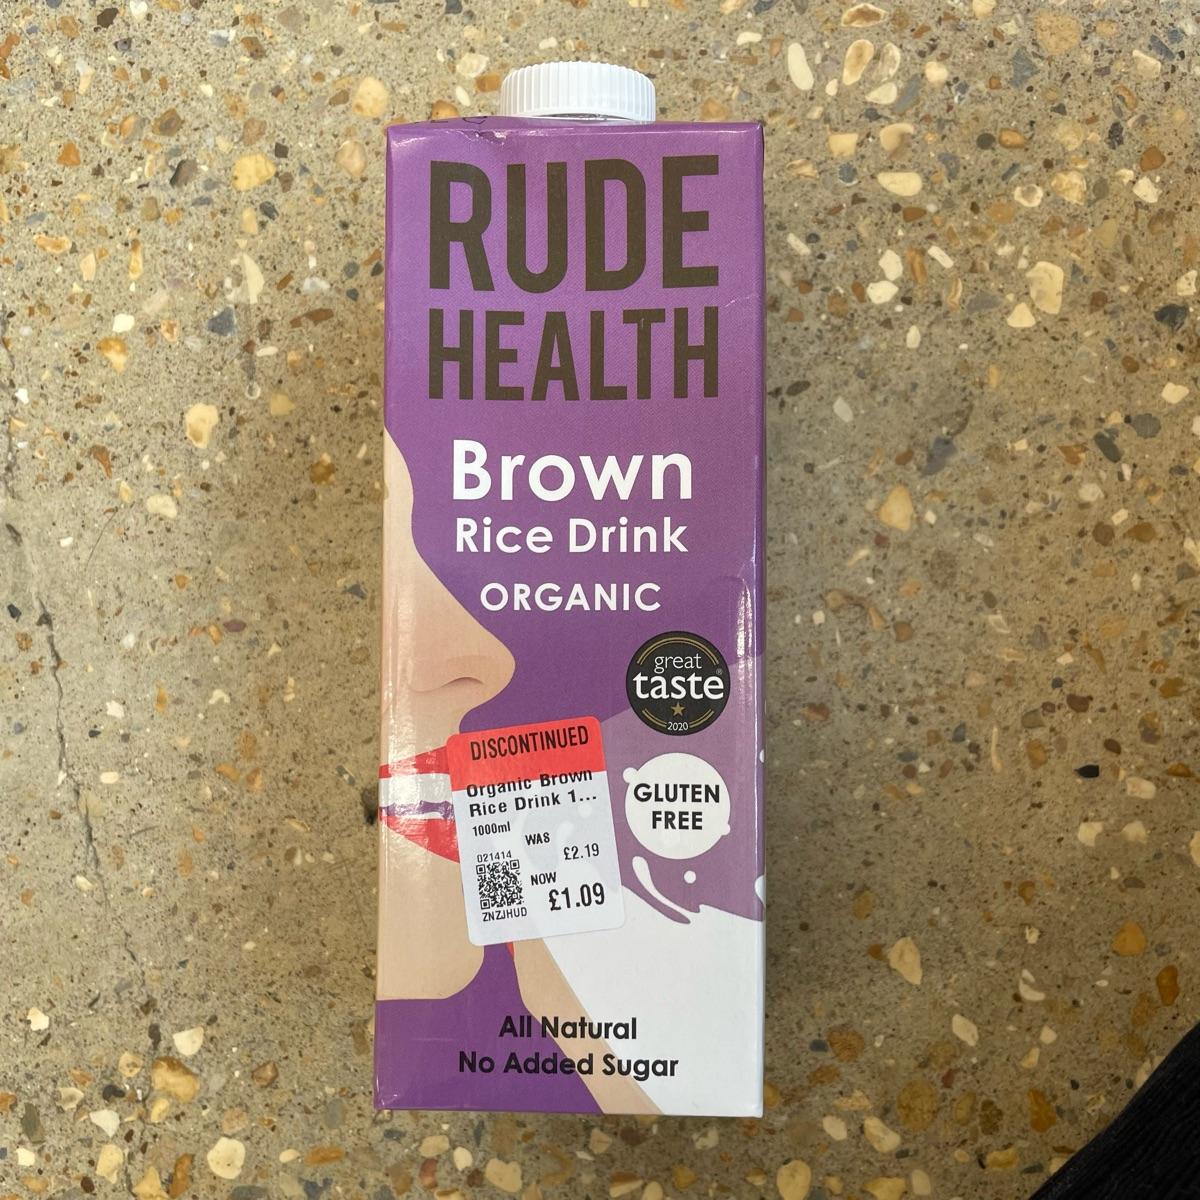 RUDE
HEALTH
Brown
Rice Drink
ORGANIC
great
taste®
2020
DISCONTINUED
Organic Brown
Rice Drink 1...
1000ml
WAS
£2.19
021414
NOW
£1.09
ZNZJHUD
GLUTEN
FREE
All Natural
No Added Sugar